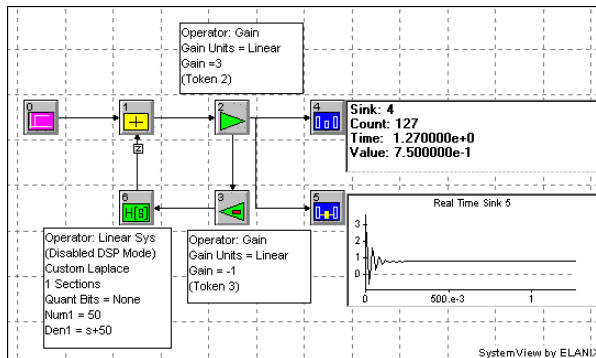 Operator: Gain
Gain Units = Linear
Gain =3
(Token 2)
0
1
2
4
Sink: 4
Count: 127
Time: 1.270000e+0
Value: 7.500000e-1
z
6
H(s)
3
5
Real Time Sink 5
3
2
1
0
0
500.e-3
1
Operator: Linear Sys
(Disabled DSP Mode)
Custom Laplace
1 Sections
Quant Bits = None
Num1 = 50
Den1 = s+50
Operator: Gain
Gain Units = Linear
Gain = -1
(Token 3)
SystemView by ELANIX